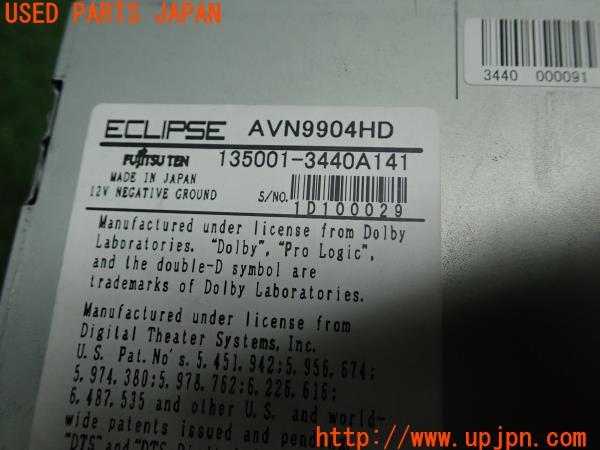 USED PARTS JAPAN
3440 000091
ECLIPSE AVN9904HD
FUJITSU TEN 135001-3440A141
MADE IN JAPAN
12V NEGATIVE GROUND
S/NO. 1D100029
Manufactured under license from Dolby
Laboratories. "Dolby", "Pro Logic",
and the double-D symbol are
trademarks of Dolby Laboratories.
Manufactured under license from
Digital Theater Systems, Inc.
U.S. Pat. No's. 5,451,942;5,956,674;
5,974,380;5,978,762;6,226,616;
6,487,535 and other U.S. and world-
wide patents issued and
"DTS" and "DTS
http://www.upjpn.com/